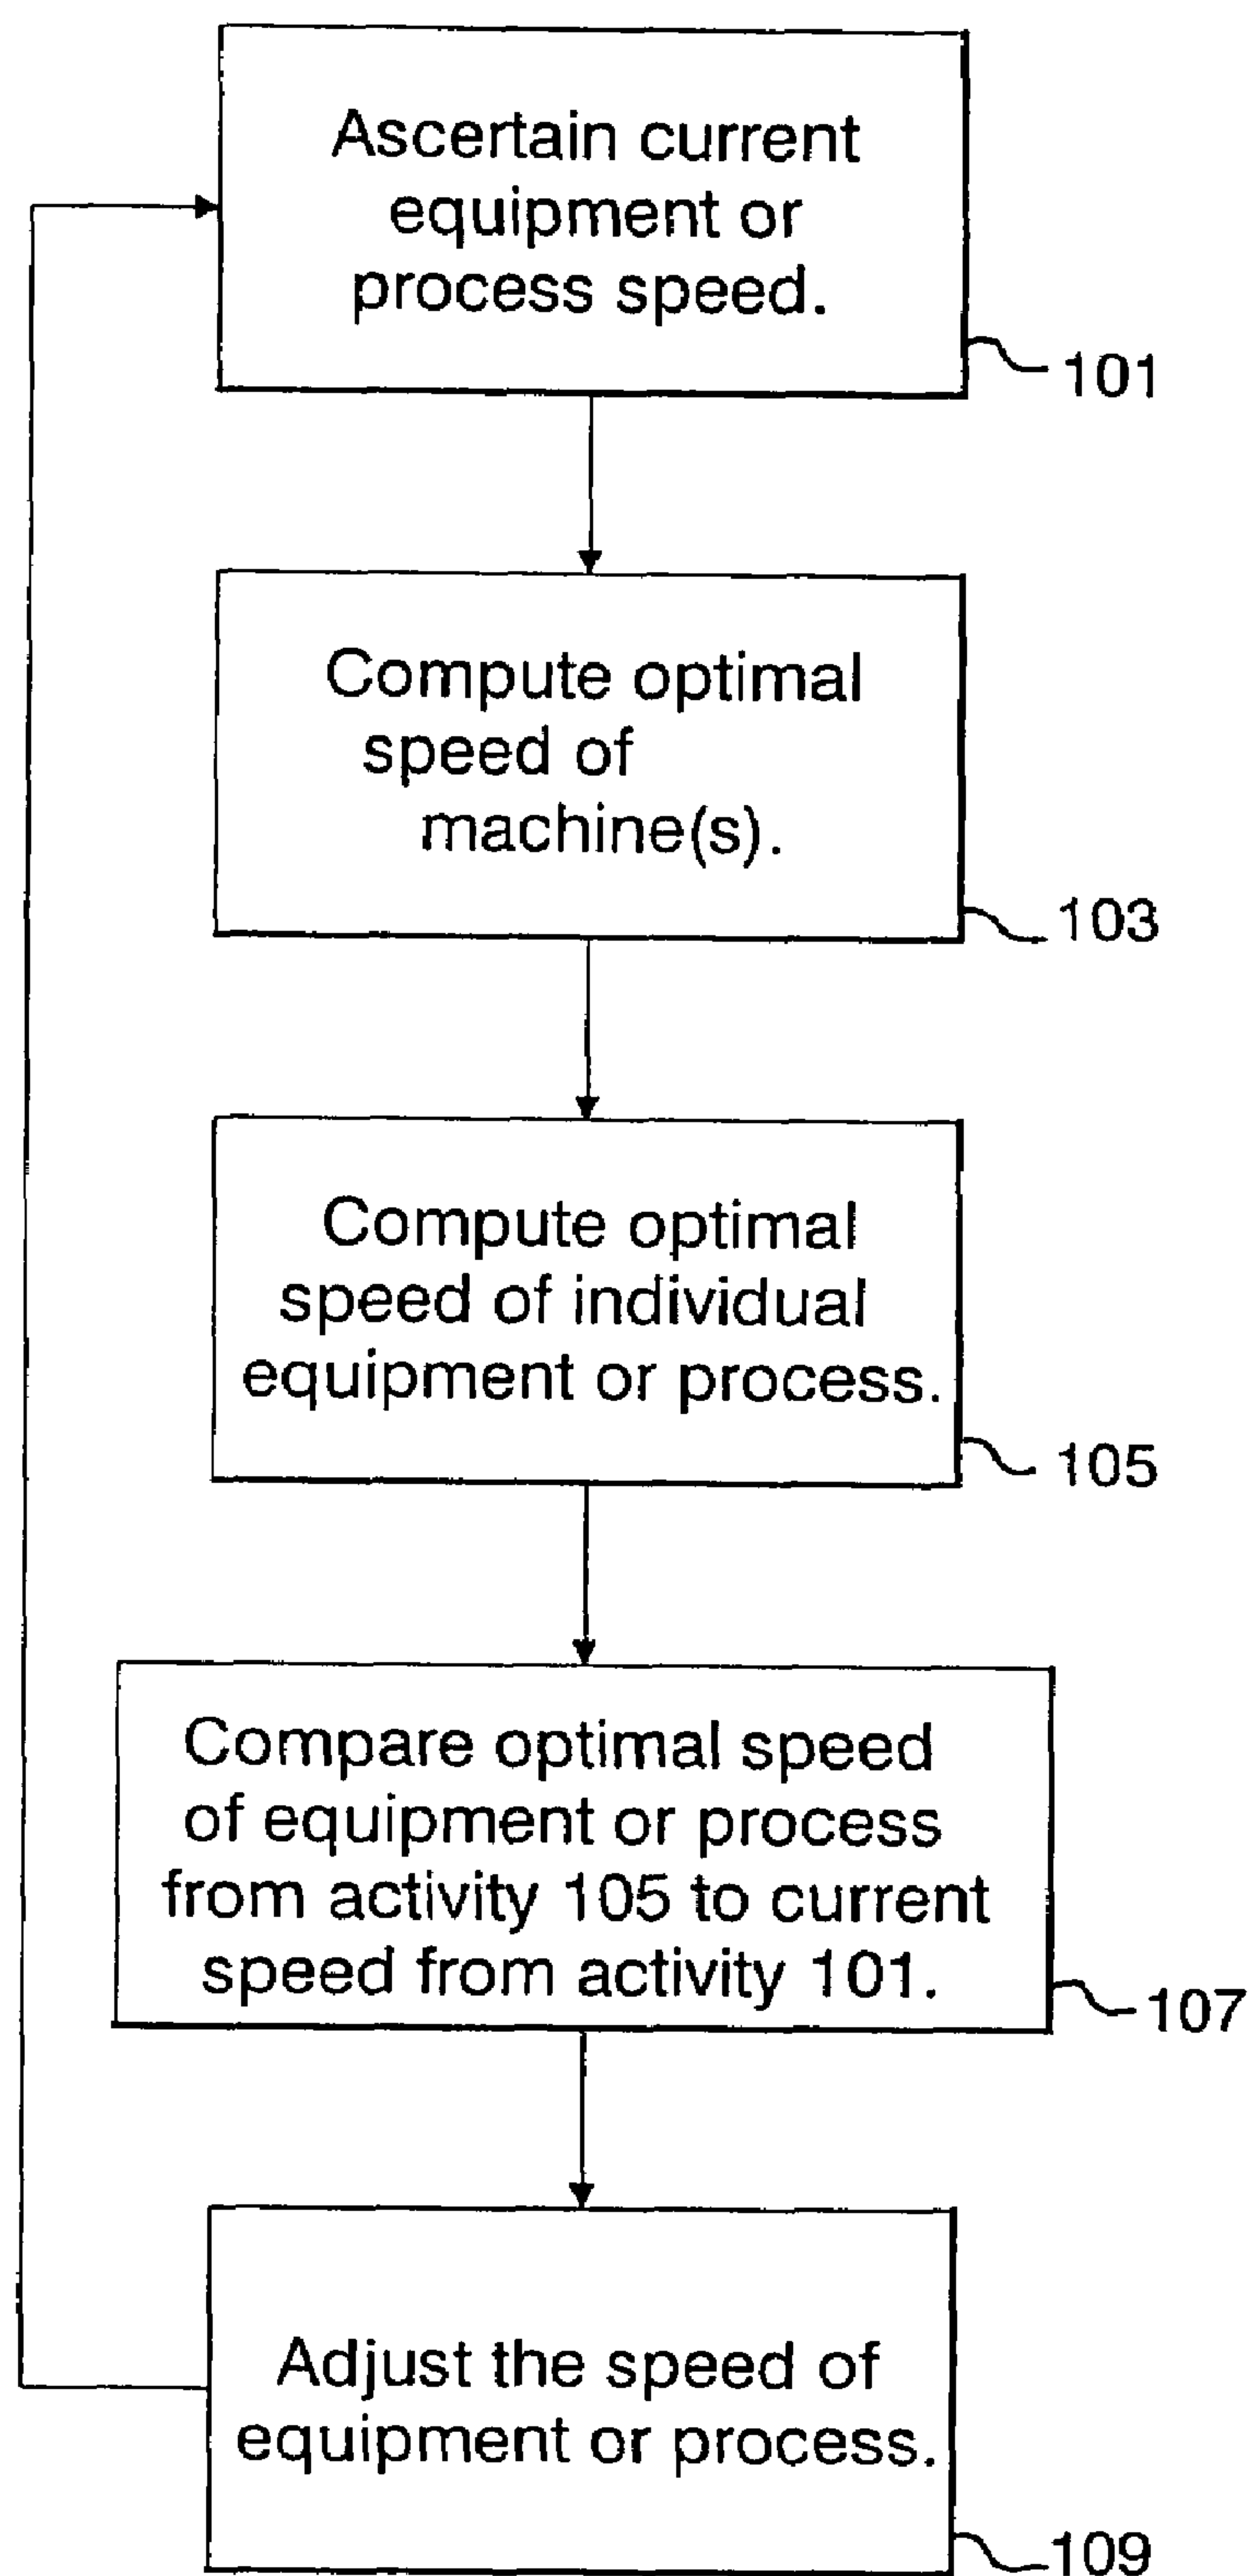 Ascertain current
equipment or
process speed.
101
Compute optimal
speed of
machine(s).
103
Compute optimal
speed of individual
equipment or process.
105
Compare optimal speed
of equipment or process
from activity 105 to current
speed from activity 101.
107
Adjust the speed of
equipment or process.
109